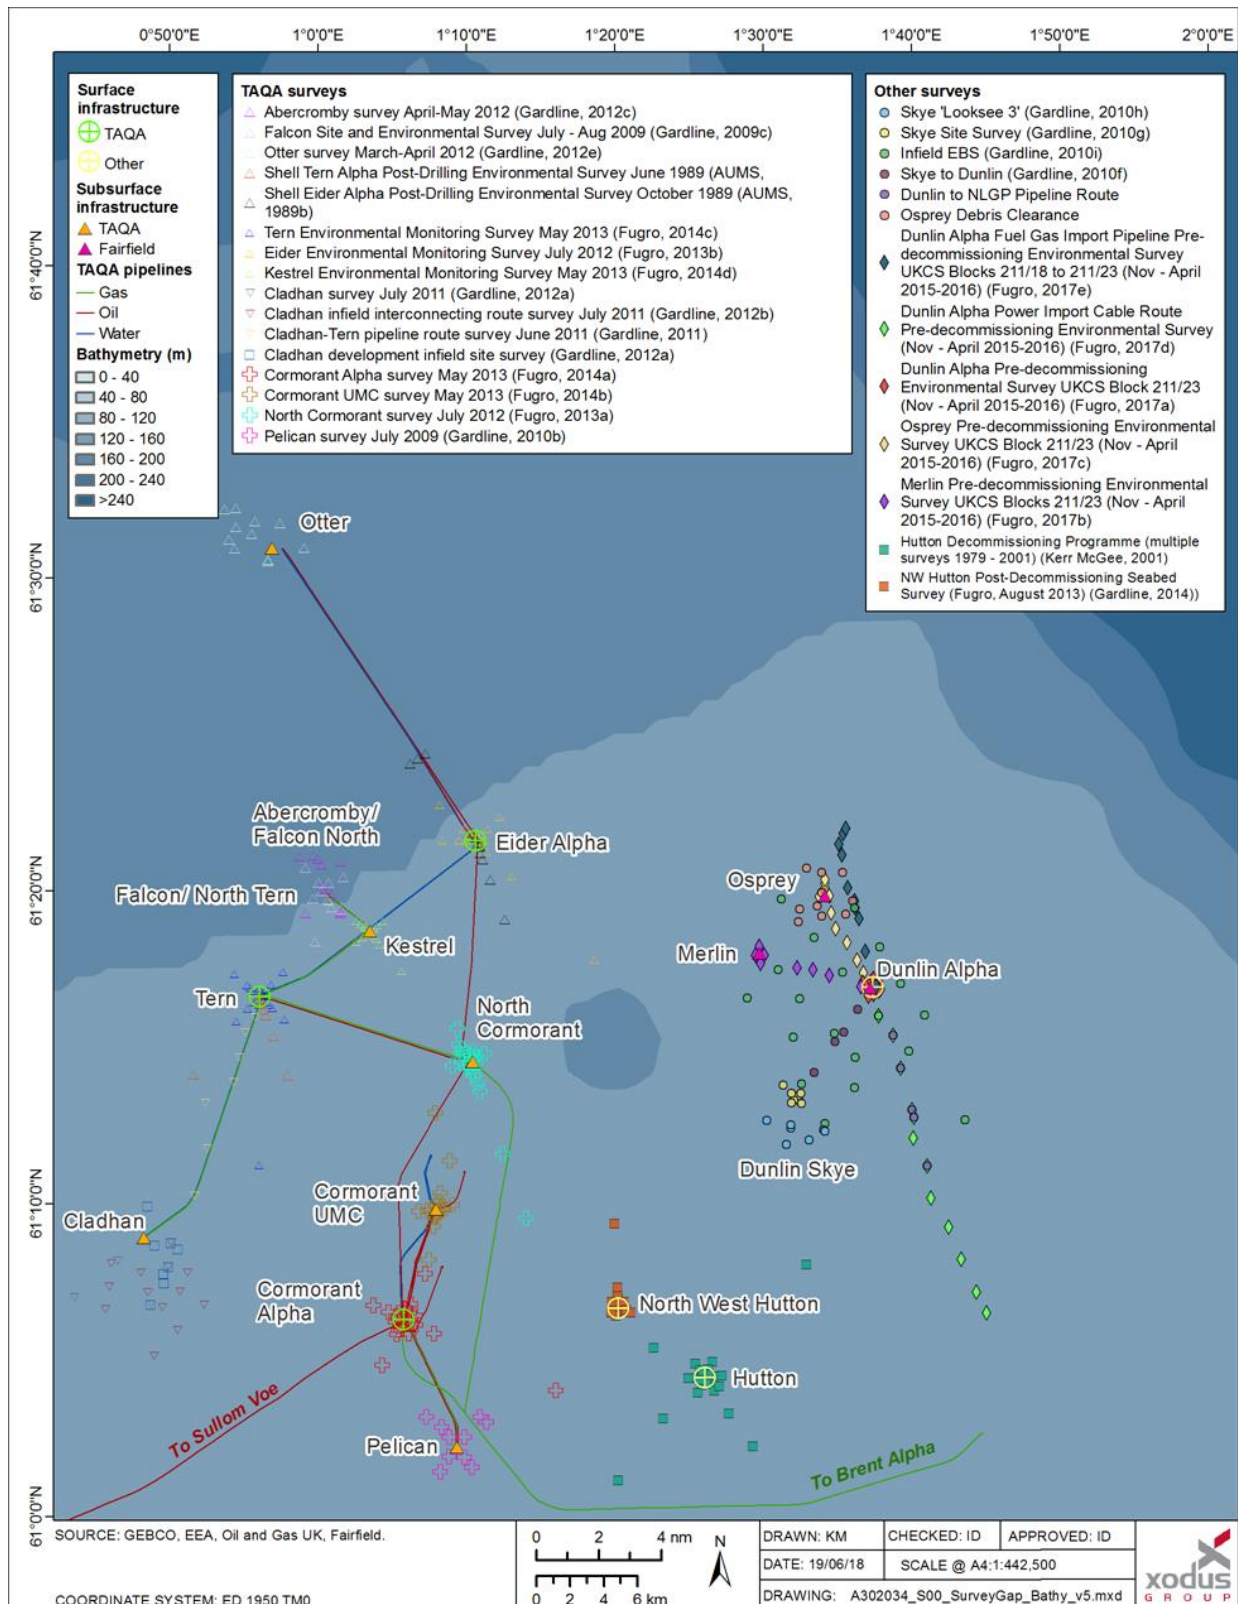 0°50'0"E 1°0'0"E 1°10'0"E 1°20'0"E 1°30'0"E 1°40'0"E 1°50'0"E 2°0'0"E
Surface
infrastructure
TAQA
Other
Subsurface
infrastructure
TAQA
Fairfield
TAQA pipelines
Gas
Oil
Water
Bathymetry (m)
0 - 40
40 - 80
80 - 120
120 - 160
160 - 200
200 - 240
>240
TAQA surveys
Abercromby survey April-May 2012 (Gardline, 2012c)
Falcon Site and Environmental Survey July - Aug 2009 (Gardline, 2009c)
Otter survey March-April 2012 (Gardline, 2012e)
Shell Tern Alpha Post-Drilling Environmental Survey June 1989 (AUMS,
Shell Eider Alpha Post-Drilling Environmental Survey October 1989 (AUMS,
1989b)
Tern Environmental Monitoring Survey May 2013 (Fugro, 2014c)
Eider Environmental Monitoring Survey July 2012 (Fugro, 2013b)
Kestrel Environmental Monitoring Survey May 2013 (Fugro, 2014d)
Cladhan survey July 2011 (Gardline, 2012a)
Cladhan infield interconnecting route survey July 2011 (Gardline, 2012b)
Cladhan-Tern pipeline route survey June 2011 (Gardline, 2011)
Cladhan development infield site survey (Gardline, 2012a)
Cormorant Alpha survey May 2013 (Fugro, 2014a)
Cormorant UMC survey May 2013 (Fugro, 2014b)
North Cormorant survey July 2012 (Fugro, 2013a)
Pelican survey July 2009 (Gardline, 2010b)
Other surveys
Skye 'Looksee 3' (Gardline, 2010h)
Skye Site Survey (Gardline, 2010g)
Infield EBS (Gardline, 2010i)
Skye to Dunlin (Gardline, 2010f)
Dunlin to NLGP Pipeline Route
Osprey Debris Clearance
Dunlin Alpha Fuel Gas Import Pipeline Pre-
decommissioning Environmental Survey
UKCS Blocks 211/18 to 211/23 (Nov - April
2015-2016) (Fugro, 2017e)
Dunlin Alpha Power Import Cable Route
Pre-decommissioning Environmental Survey
(Nov - April 2015-2016) (Fugro, 2017d)
Dunlin Alpha Pre-decommissioning
Environmental Survey UKCS Block 211/23
(Nov - April 2015-2016) (Fugro, 2017a)
Osprey Pre-decommissioning Environmental
Survey UKCS Block 211/23 (Nov - April
2015-2016) (Fugro, 2017c)
Merlin Pre-decommissioning Environmental
Survey UKCS Blocks 211/23 (Nov - April
2015-2016) (Fugro, 2017b)
Hutton Decommissioning Programme (multiple
surveys 1979 - 2001) (Kerr McGee, 2001)
NW Hutton Post-Decommissioning Seabed
Survey (Fugro, August 2013) (Gardline, 2014))
61°40'0"N
61°30'0"N
61°20'0"N
61°10'0"N
61°0'0"N
Otter
Abercromby/
Falcon North
Eider Alpha
Falcon/ North Tern
Kestrel
Osprey
Merlin
Dunlin Alpha
Tern
North
Cormorant
Dunlin Skye
Cormorant
UMC
Cladhan
Cormorant
Alpha
North West Hutton
Hutton
To Sullom Voe
Pelican
To Brent Alpha
SOURCE: GEBCO, EEA, Oil and Gas UK, Fairfield.
COORDINATE SYSTEM: ED 1950 TM0
0 2 4 nm
0 2 4 6 km
N
DRAWN: KM CHECKED: ID APPROVED: ID
DATE: 19/06/18 SCALE @ A4:1:442,500
DRAWING: A302034_S00_SurveyGap_Bathy_v5.mxd
xodus
GROUP